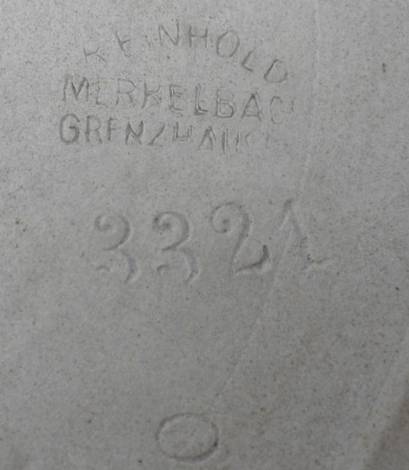 REINHOLD
MERKELBAC
GRENZHAUS
3321
O